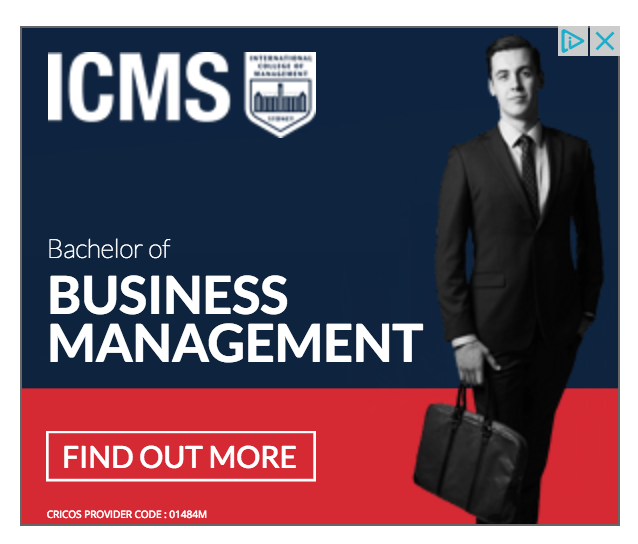 ICMS
INTERNATIONAL
COLLEGE OF
MANAGEMENT
SYDNEY
Bachelor of
BUSINESS
MANAGEMENT
FIND OUT MORE
CRICOS PROVIDER CODE : 01484M